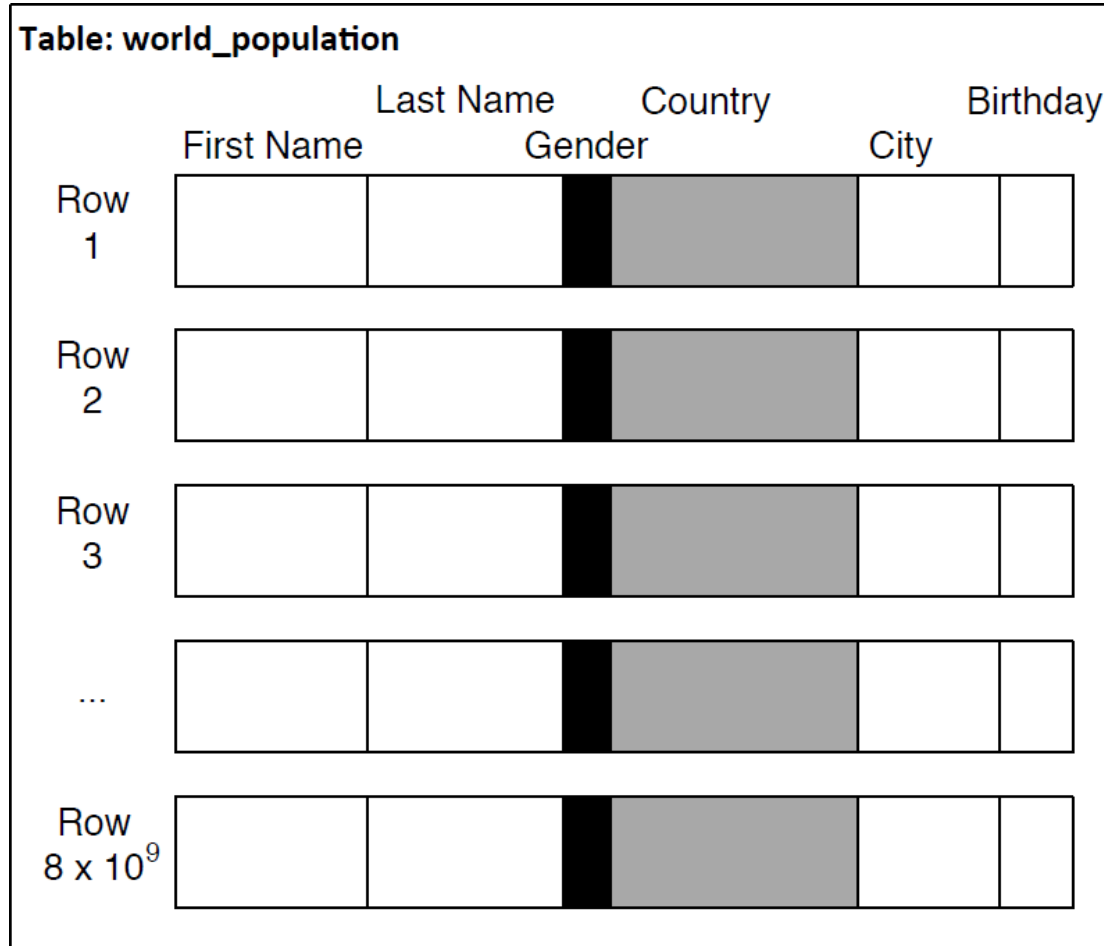 Table: world_population
Last Name Country Birthday
First Name Gender City
Row
1
Row
2
Row
3
...
Row
8 x 10⁹